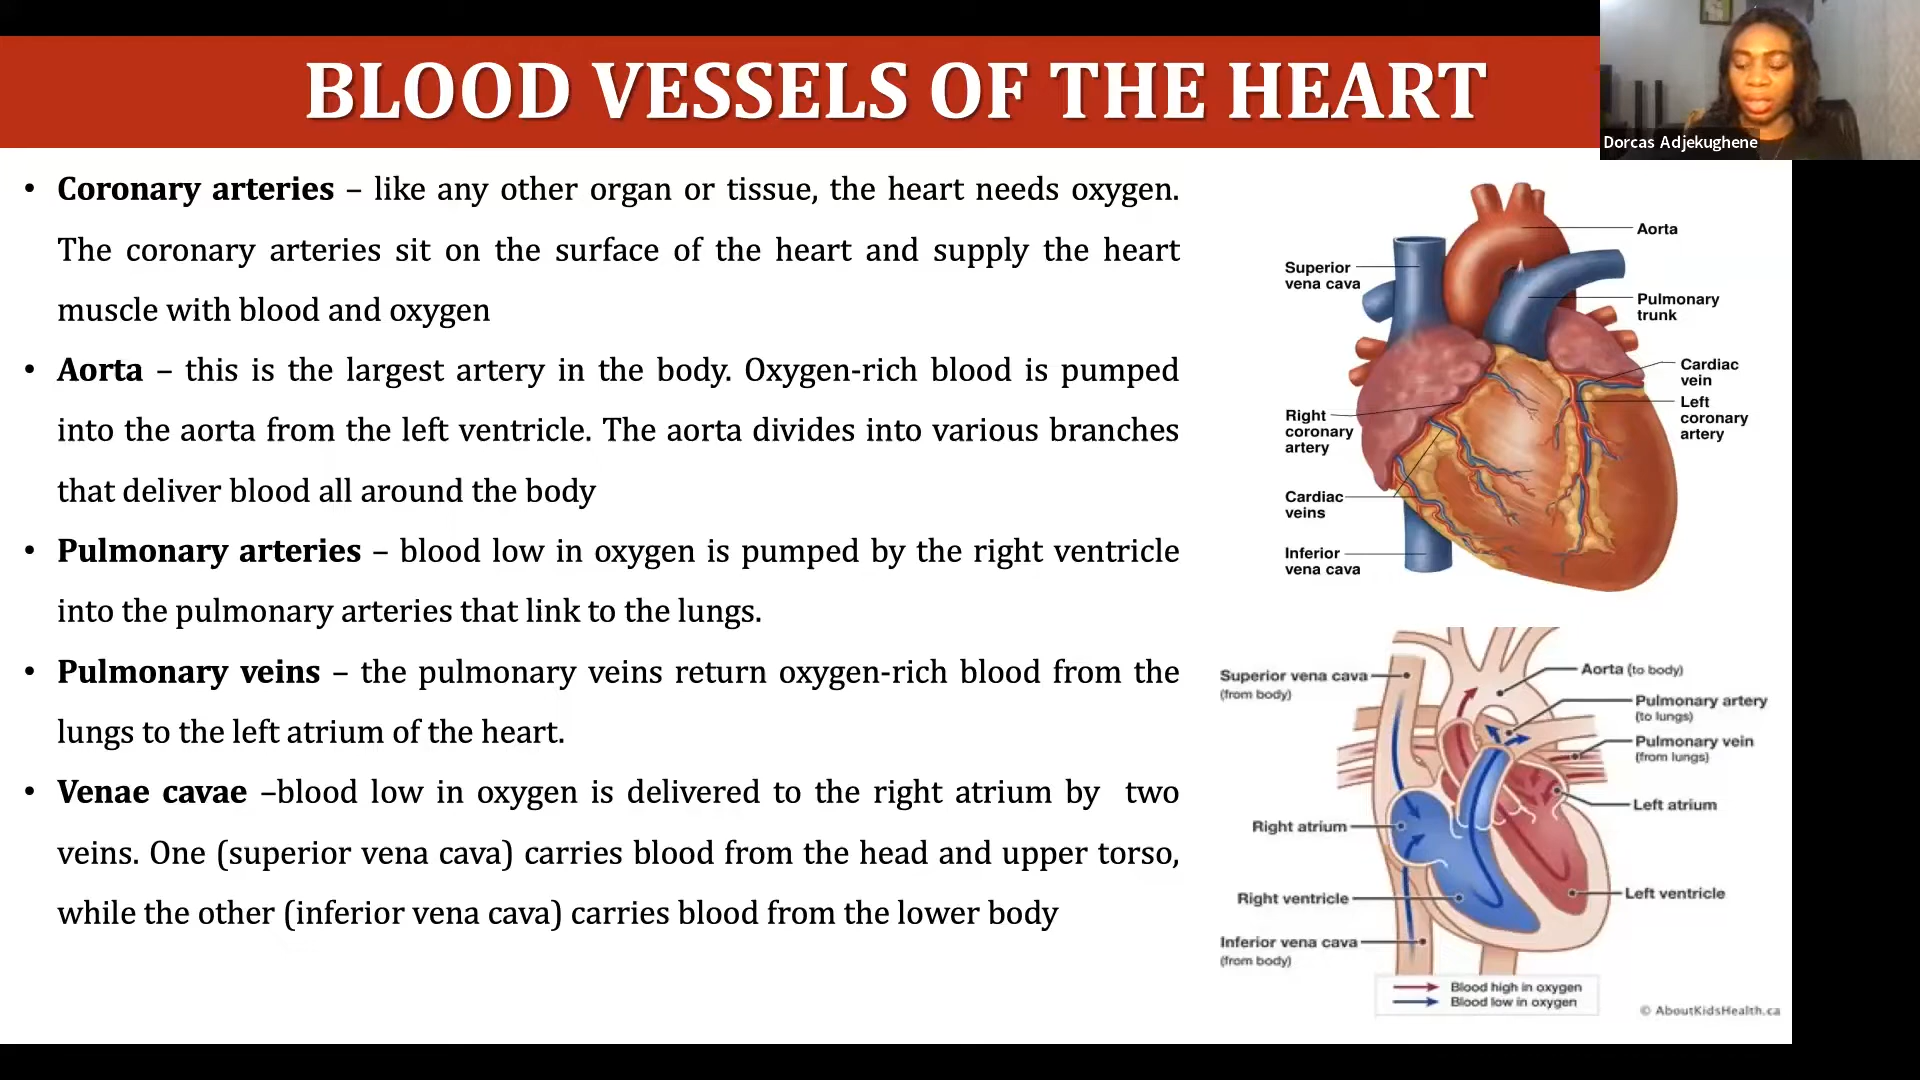 BLOOD VESSELS OF THE HEART
Dorcas Adjekughene
• Coronary arteries – like any other organ or tissue, the heart needs oxygen.
The coronary arteries sit on the surface of the heart and supply the heart
muscle with blood and oxygen
• Aorta – this is the largest artery in the body. Oxygen-rich blood is pumped
into the aorta from the left ventricle. The aorta divides into various branches
that deliver blood all around the body
• Pulmonary arteries – blood low in oxygen is pumped by the right ventricle
into the pulmonary arteries that link to the lungs.
• Pulmonary veins – the pulmonary veins return oxygen-rich blood from the
lungs to the left atrium of the heart.
• Venae cavae –blood low in oxygen is delivered to the right atrium by two
veins. One (superior vena cava) carries blood from the head and upper torso,
while the other (inferior vena cava) carries blood from the lower body
Aorta
Superior
vena cava
Pulmonary
trunk
Cardiac
vein
Left
coronary
artery
Right
coronary
artery
Cardiac
veins
Inferior
vena cava
Superior vena cava
(from body)
Aorta (to body)
Pulmonary artery
(to lungs)
Pulmonary vein
(from lungs)
Left atrium
Right atrium
Left ventricle
Right ventricle
Inferior vena cava
(from body)
Blood high in oxygen
Blood low in oxygen
© AboutKidsHealth.ca